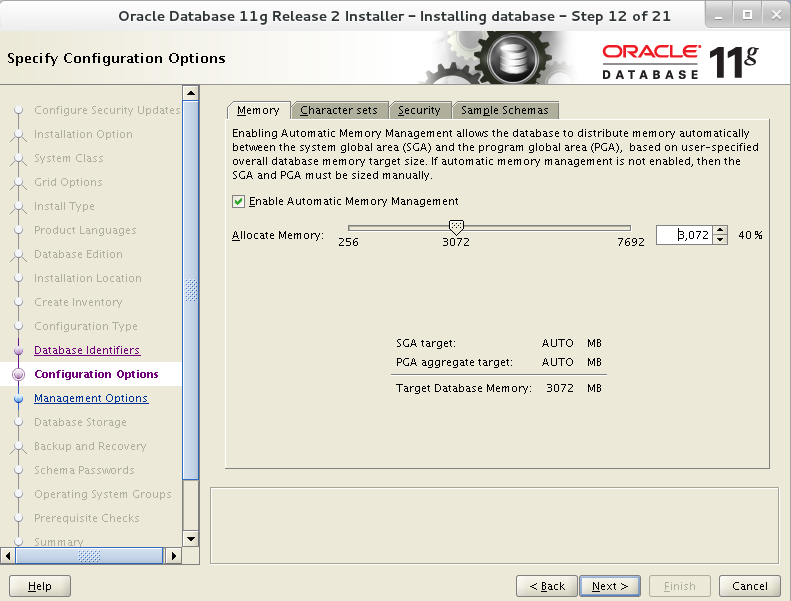 Oracle Database 11g Release 2 Installer - Installing database - Step 12 of 21
Specify Configuration Options
ORACLE
DATABASE
11g
Configure Security Updates
Installation Option
System Class
Grid Options
Install Type
Product Languages
Database Edition
Installation Location
Create Inventory
Configuration Type
Database Identifiers
Configuration Options
Management Options
Database Storage
Backup and Recovery
Schema Passwords
Operating System Groups
Prerequisite Checks
Summary
Memory
Character sets
Security
Sample Schemas
Enabling Automatic Memory Management allows the database to distribute memory automatically
between the system global area (SGA) and the program global area (PGA), based on user-specified
overall database memory target size. If automatic memory management is not enabled, then the
SGA and PGA must be sized manually.
Enable Automatic Memory Management
Allocate Memory:
256
3072
7692
3,072
40 %
SGA target: AUTO MB
PGA aggregate target: AUTO MB
Target Database Memory: 3072 MB
Help
< Back
Next >
Finish
Cancel